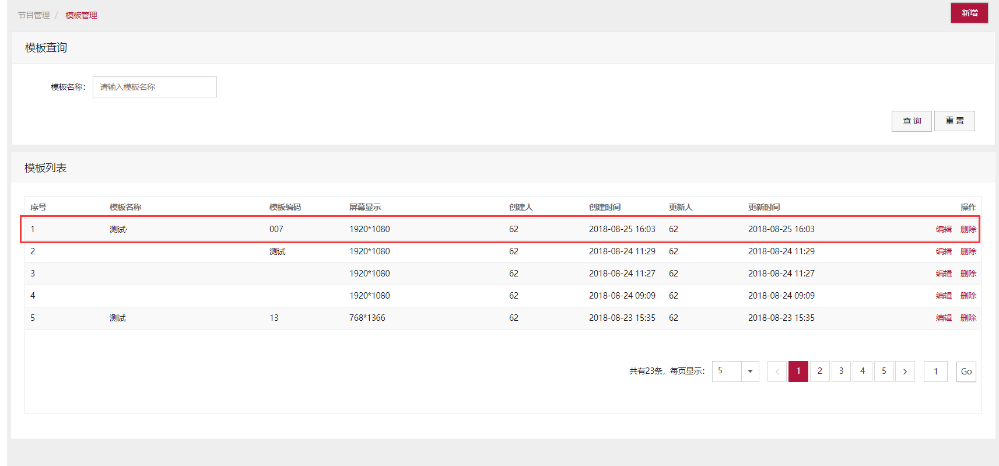 节目管理 / 模板管理 新增
模板查询
模板名称: 请输入模板名称
查 询 重 置
模板列表
序号 模板名称 模板编码 屏幕显示 创建人 创建时间 更新人 更新时间 操作
1 测试· 007 1920*1080 62 2018-08-25 16:03 62 2018-08-25 16:03 编辑 删除
2 测试 1920*1080 62 2018-08-24 11:29 62 2018-08-24 11:29 编辑 删除
3 1920*1080 62 2018-08-24 11:27 62 2018-08-24 11:27 编辑 删除
4 1920*1080 62 2018-08-24 09:09 62 2018-08-24 09:09 编辑 删除
5 测试 13 768*1366 62 2018-08-23 15:35 62 2018-08-23 15:35 编辑 删除
共有23条，每页显示: 5 < 1 2 3 4 5 > 1 Go